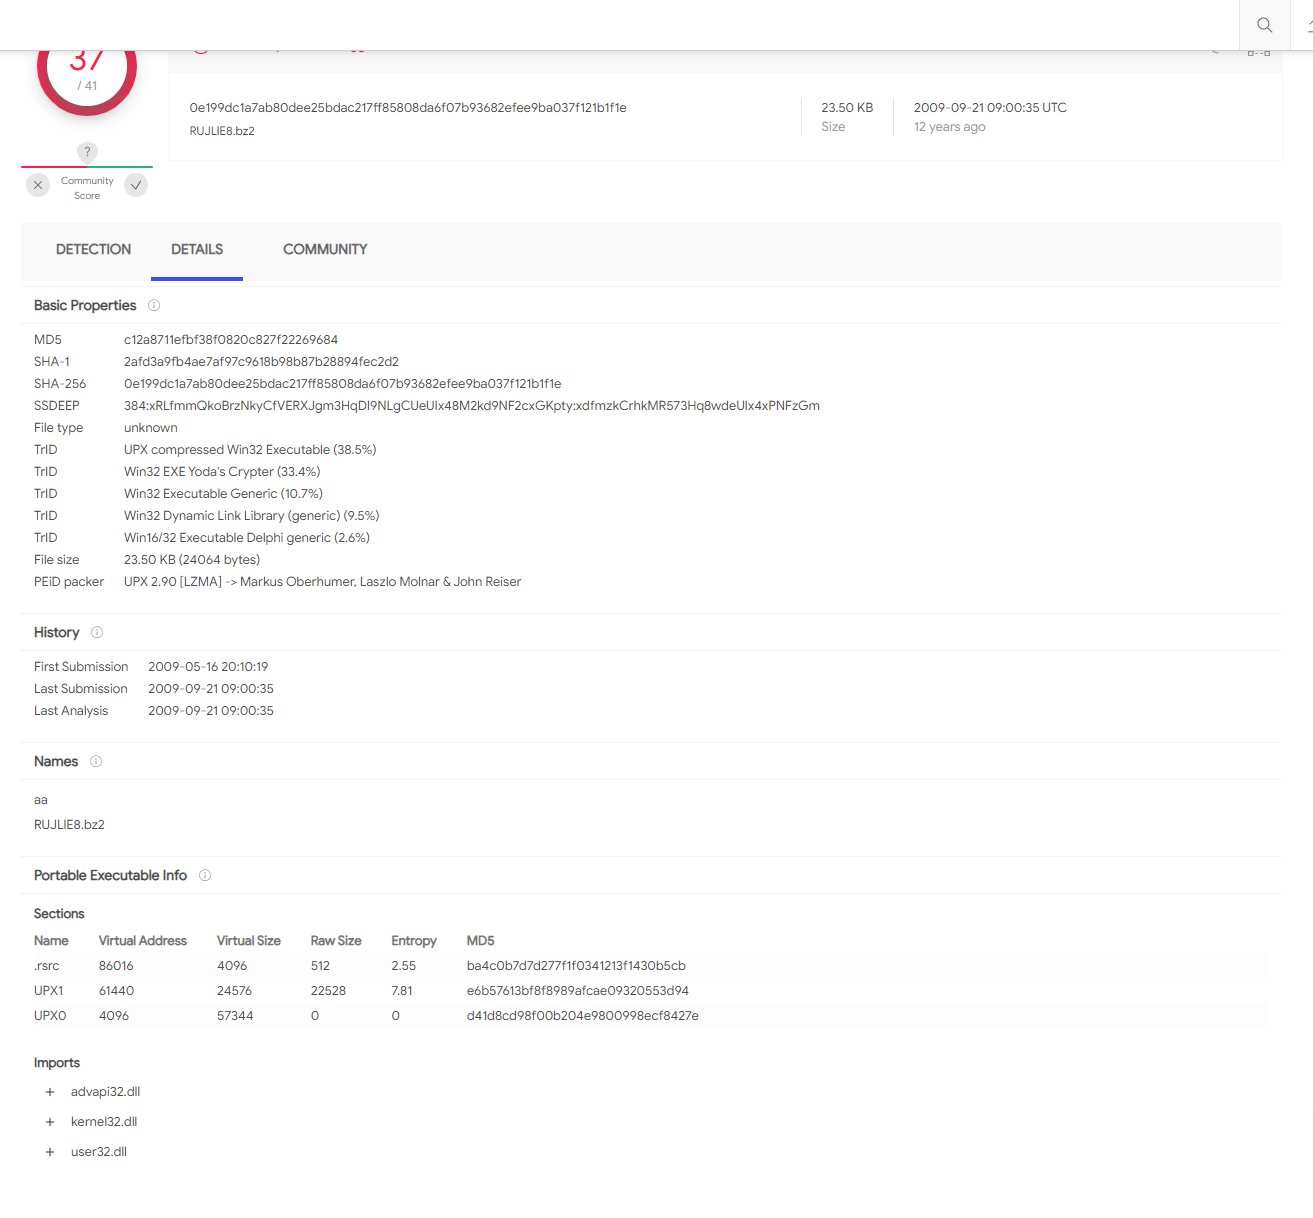 37
/ 41
0e199dc1a7ab80dee25bdac217ff85808da6f07b93682efee9ba037f121b1f1e
RUJLIE8.bz2
23.50 KB
Size
2009-09-21 09:00:35 UTC
12 years ago
?
Community
Score
DETECTION DETAILS COMMUNITY
Basic Properties
MD5 c12a8711efbf38f0820c827f22269684
SHA-1 2afd3a9fb4ae7af97c9618b98b87b28894fec2d2
SHA-256 0e199dc1a7ab80dee25bdac217ff85808da6f07b93682efee9ba037f121b1f1e
SSDEEP 384:xRLfmmQkoBrzNkyCfVERXJgm3HqDI9NLgCUeUIx48M2kd9NF2cxGKpty:xdfmzkCrhkMR573Hq8wdeUIx4xPNFzGm
File type unknown
TrID UPX compressed Win32 Executable (38.5%)
TrID Win32 EXE Yoda's Crypter (33.4%)
TrID Win32 Executable Generic (10.7%)
TrID Win32 Dynamic Link Library (generic) (9.5%)
TrID Win16/32 Executable Delphi generic (2.6%)
File size 23.50 KB (24064 bytes)
PEiD packer UPX 2.90 [LZMA] -> Markus Oberhumer, Laszlo Molnar & John Reiser
History
First Submission 2009-05-16 20:10:19
Last Submission 2009-09-21 09:00:35
Last Analysis 2009-09-21 09:00:35
Names
aa
RUJLIE8.bz2
Portable Executable Info
Sections
Name Virtual Address Virtual Size Raw Size Entropy MD5
.rsrc 86016 4096 512 2.55 ba4c0b7d7d277f1f0341213f1430b5cb
UPX1 61440 24576 22528 7.81 e6b57613bf8f8989afcae09320553d94
UPX0 4096 57344 0 0 d41d8cd98f00b204e9800998ecf8427e
Imports
+ advapi32.dll
+ kernel32.dll
+ user32.dll